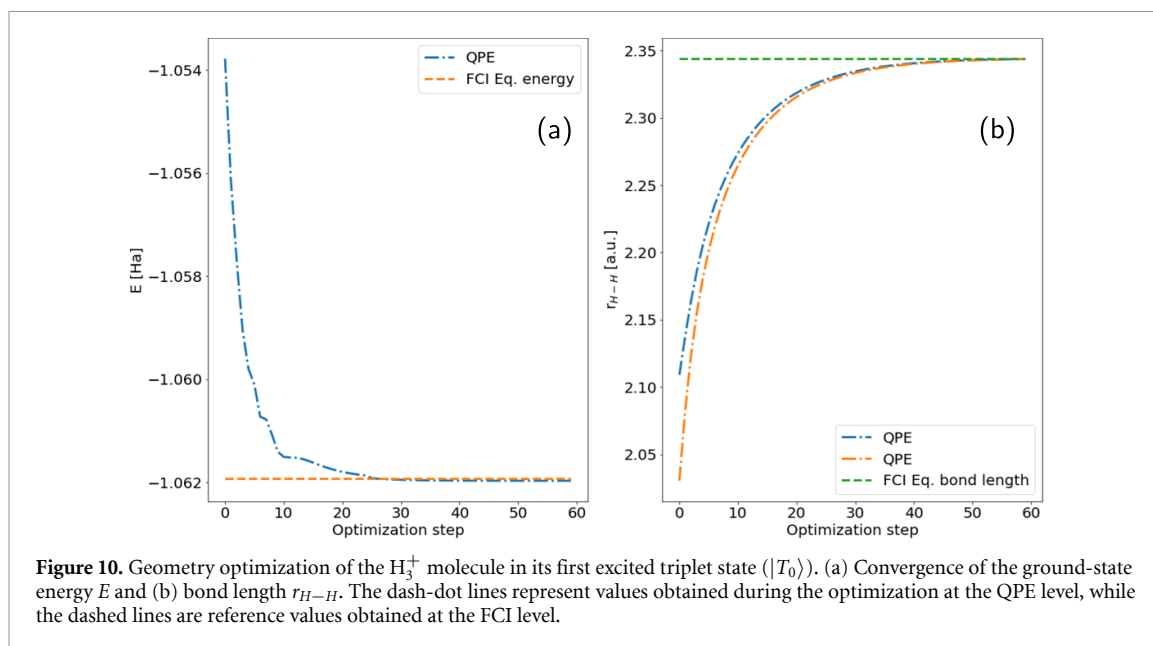 QPE
FCI Eq. energy
(a)
−1.054
−1.056
−1.058
−1.060
−1.062
E [Ha]
0 10 20 30 40 50 60
Optimization step
(b)
2.35
2.30
2.25
2.20
2.15
2.10
2.05
r_{H−H} [a.u.]
QPE
QPE
FCI Eq. bond length
0 10 20 30 40 50 60
Optimization step
Figure 10. Geometry optimization of the H₃⁺ molecule in its first excited triplet state (|T₀⟩). (a) Convergence of the ground-state
energy E and (b) bond length r_{H−H}. The dash-dot lines represent values obtained during the optimization at the QPE level, while
the dashed lines are reference values obtained at the FCI level.